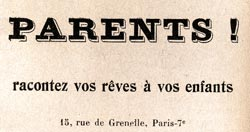 PARENTS !
racontez vos rêves à vos enfants
15, rue de Grenelle, Paris-7e